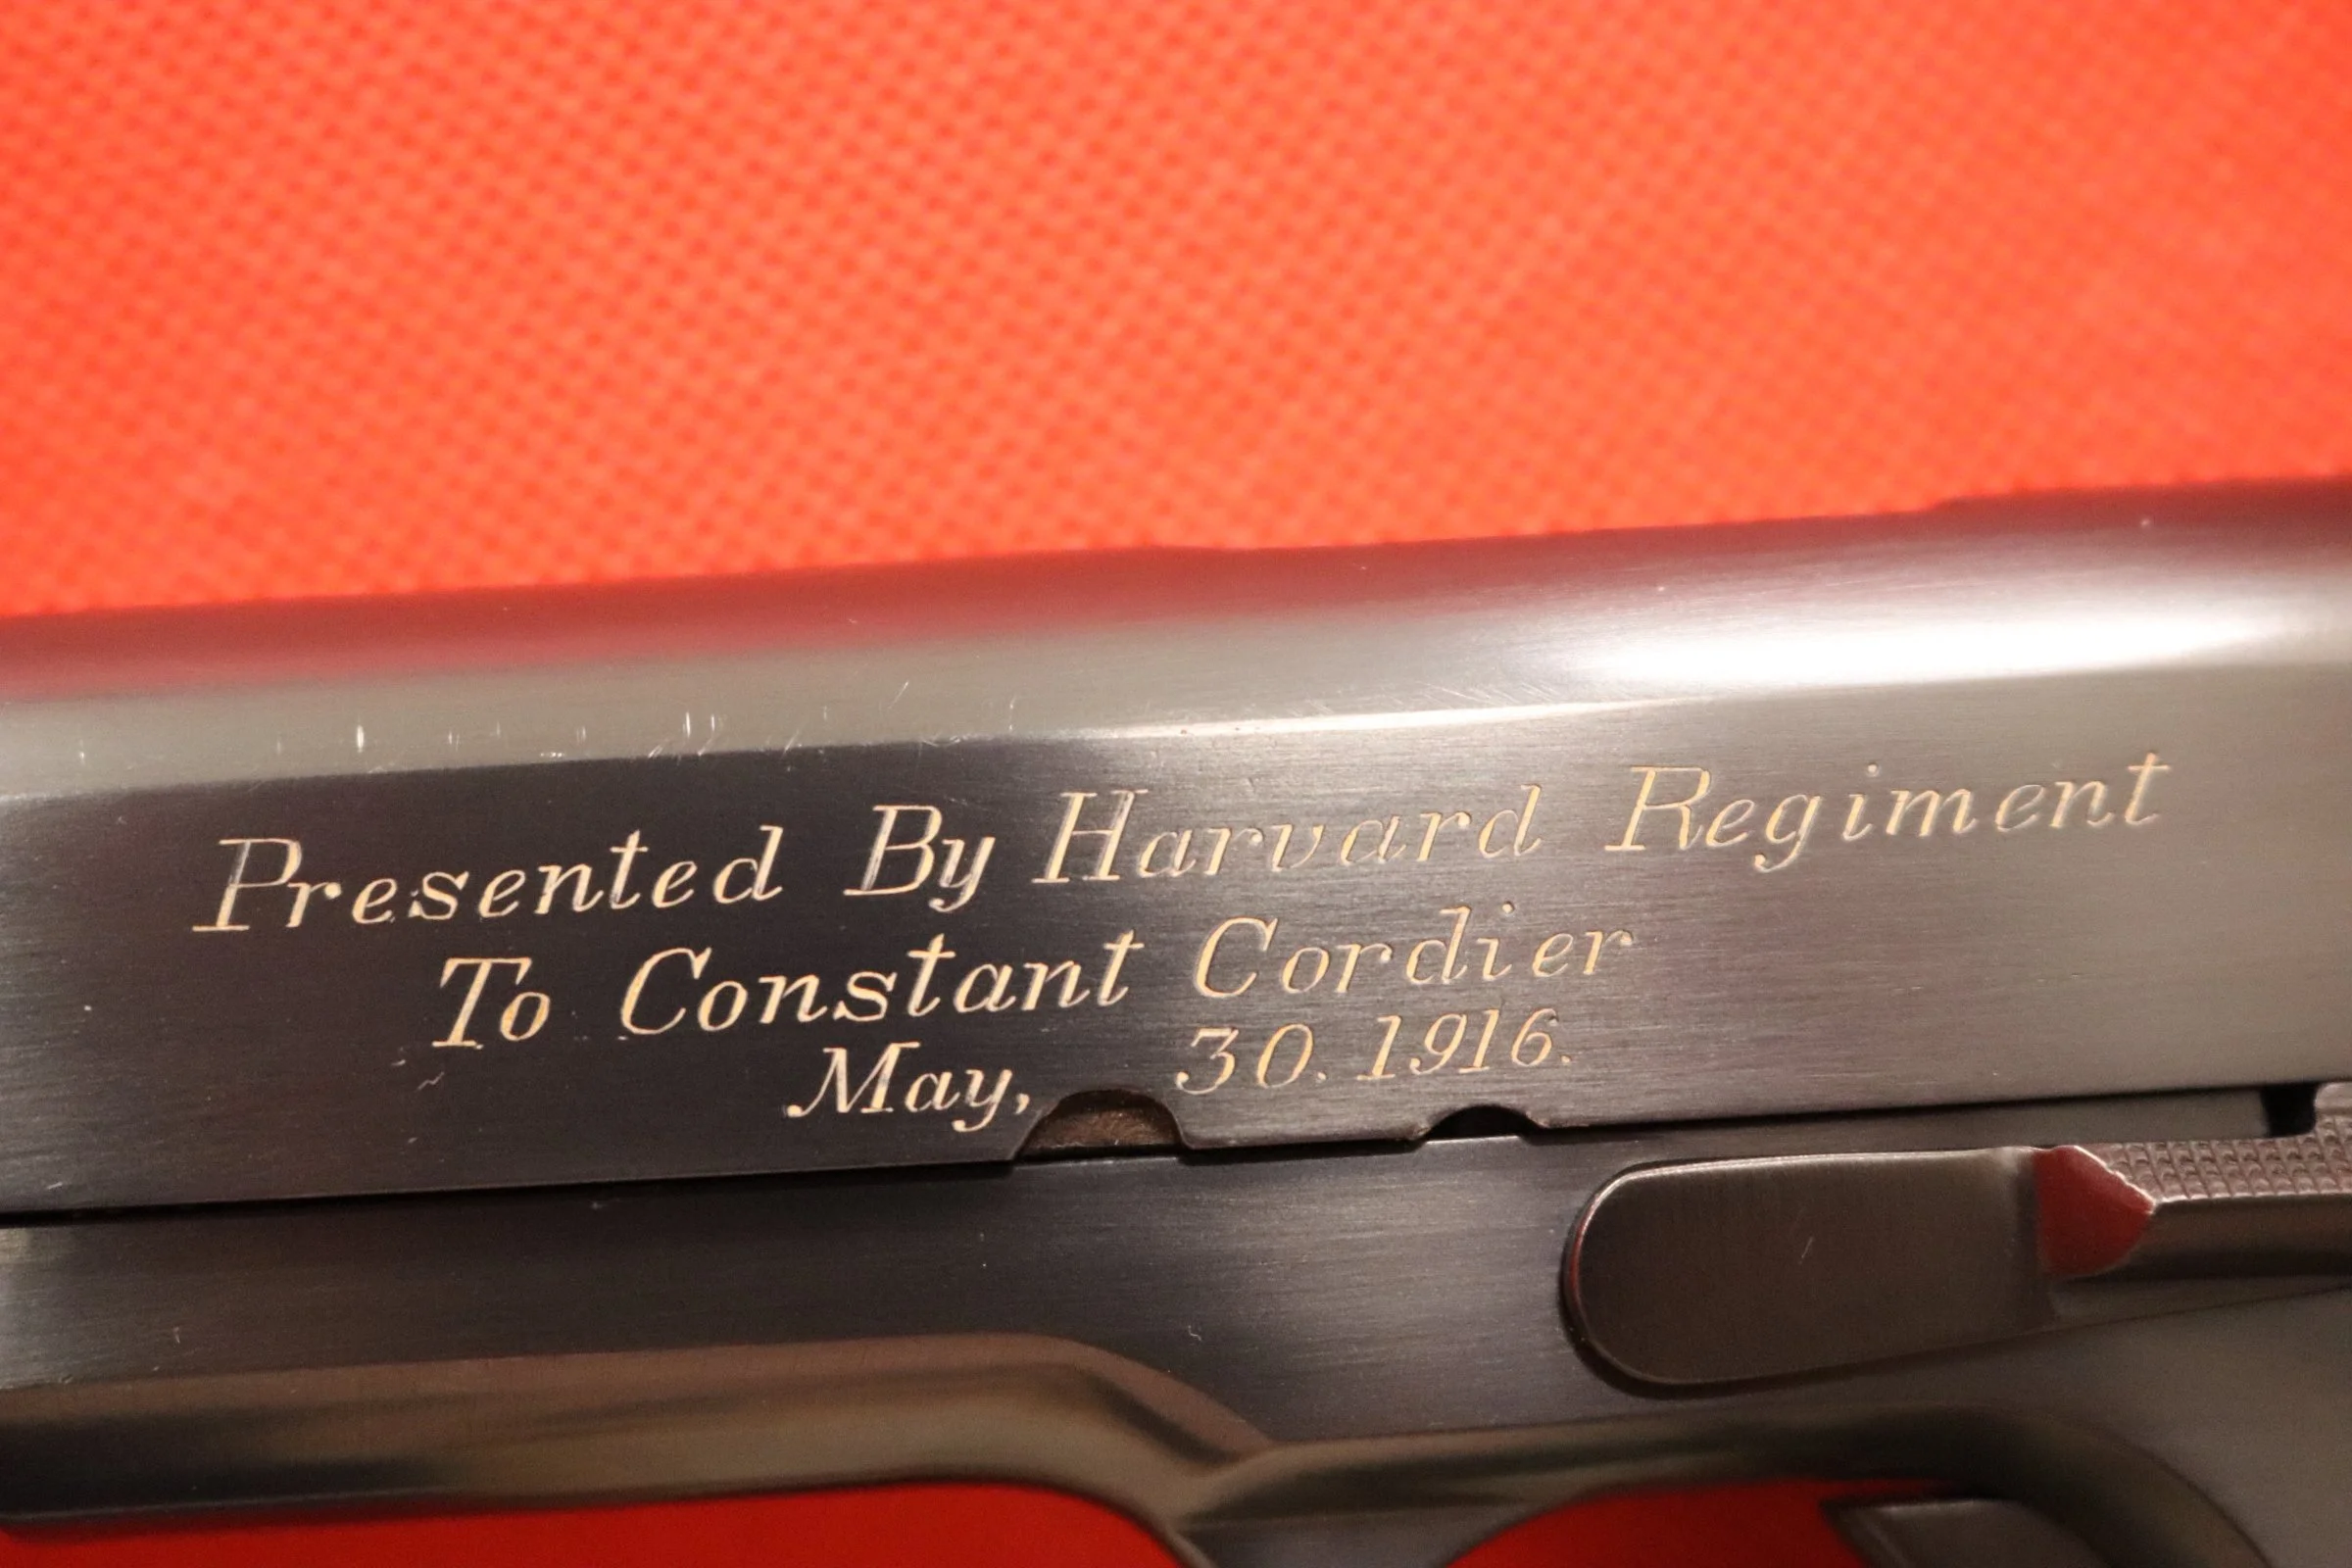 Presented By Harvard Regiment
To Constant Cordier
May, 30. 1916.